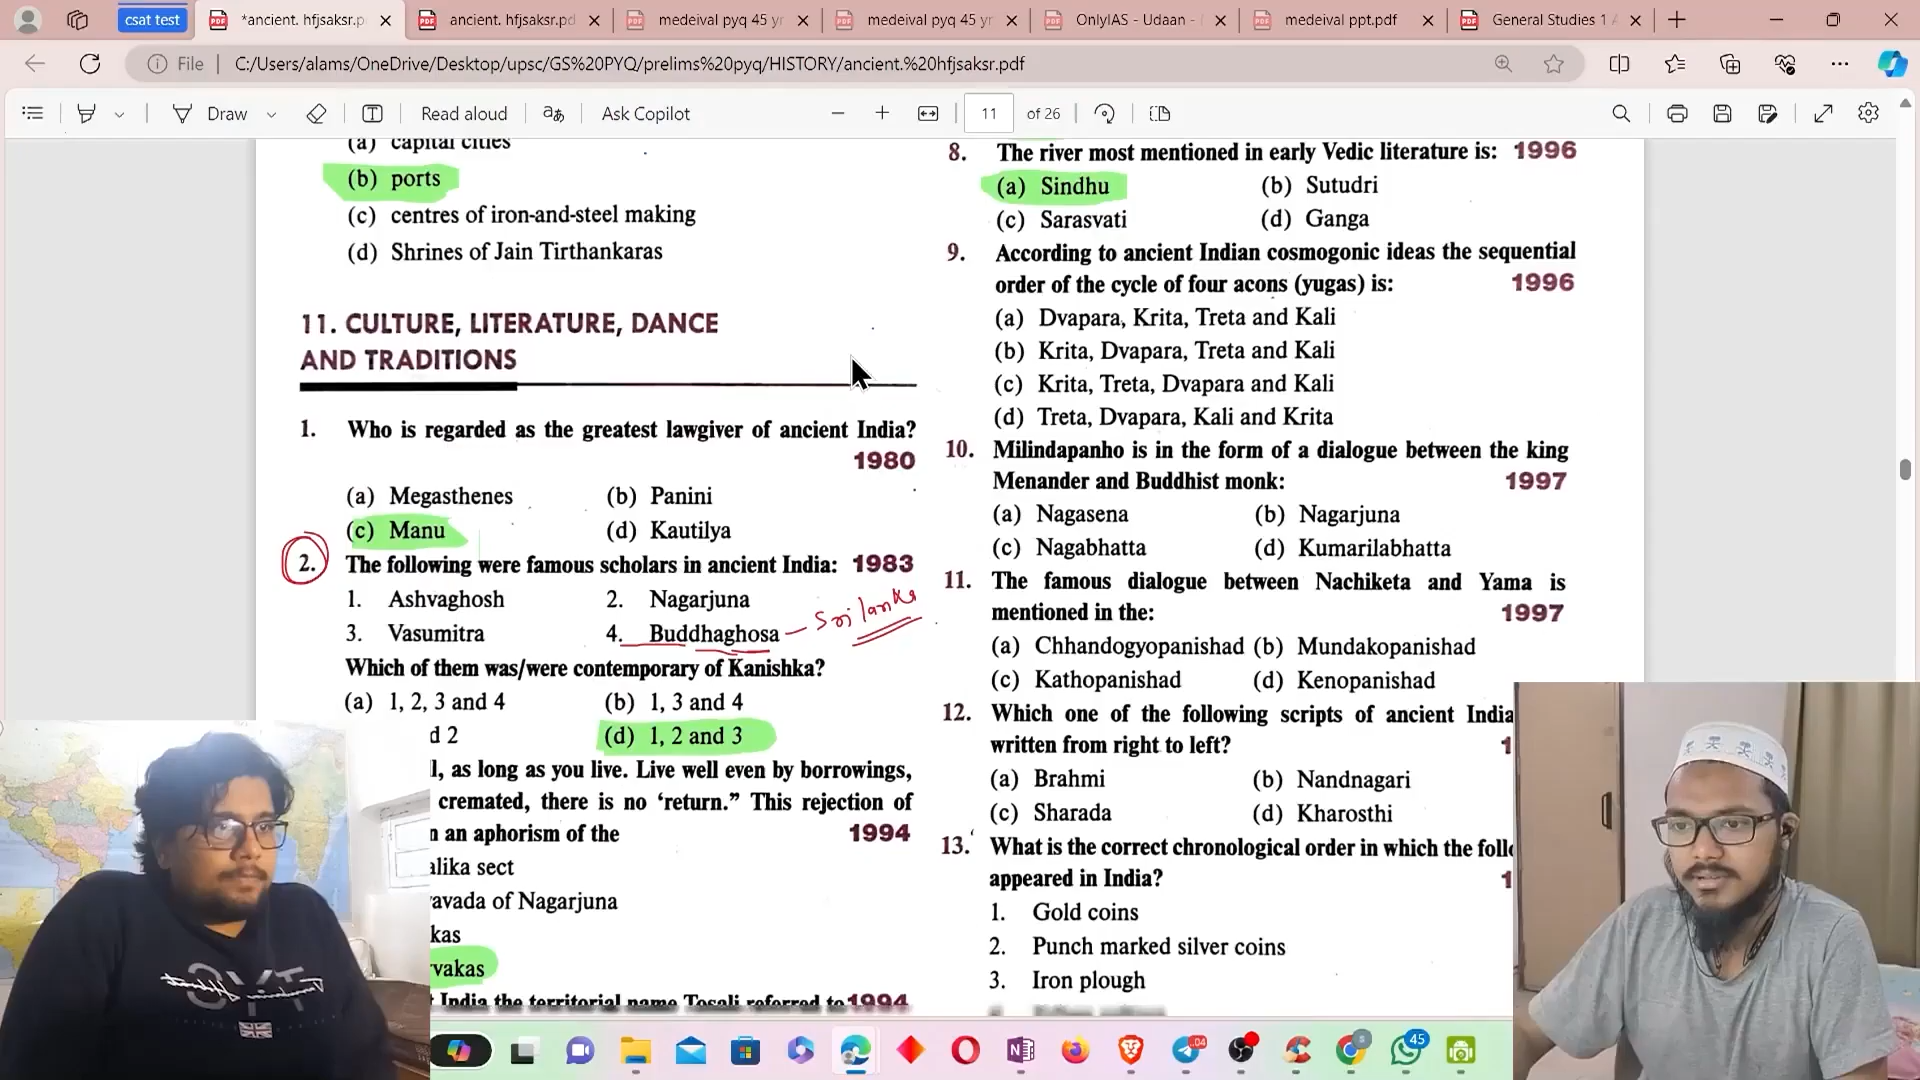 csat test
*ancient. hfjsaksr.p
ancient. hfjsaksr.pd
medeival pyq 45 yr
medeival pyq 45 yr
OnlyIAS - Udaan -
medeival ppt.pdf
General Studies 1
File
C:/Users/alams/OneDrive/Desktop/upsc/GS%20PYQ/prelims%20pyq/HISTORY/ancient.%20hfjsaksr.pdf
Draw
Read aloud
Ask Copilot
11 of 26
(a) capital cities
(b) ports
(c) centres of iron-and-steel making
(d) Shrines of Jain Tirthankaras
11. CULTURE, LITERATURE, DANCE
AND TRADITIONS
1. Who is regarded as the greatest lawgiver of ancient India?
1980
(a) Megasthenes (b) Panini
(c) Manu (d) Kautilya
2. The following were famous scholars in ancient India: 1983
1. Ashvaghosh 2. Nagarjuna
3. Vasumitra 4. Buddhaghosa – Sri lanka
Which of them was/were contemporary of Kanishka?
(a) 1, 2, 3 and 4 (b) 1, 3 and 4
d 2 (d) 1, 2 and 3
l, as long as you live. Live well even by borrowings,
cremated, there is no ‘return.” This rejection of
n an aphorism of the 1994
alika sect
avada of Nagarjuna
kas
rvakas
t India the territorial name Tosali referred to 1994
8. The river most mentioned in early Vedic literature is: 1996
(a) Sindhu (b) Sutudri
(c) Sarasvati (d) Ganga
9. According to ancient Indian cosmogonic ideas the sequential
order of the cycle of four acons (yugas) is: 1996
(a) Dvapara, Krita, Treta and Kali
(b) Krita, Dvapara, Treta and Kali
(c) Krita, Treta, Dvapara and Kali
(d) Treta, Dvapara, Kali and Krita
10. Milindapanho is in the form of a dialogue between the king
Menander and Buddhist monk: 1997
(a) Nagasena (b) Nagarjuna
(c) Nagabhatta (d) Kumarilabhatta
11. The famous dialogue between Nachiketa and Yama is
mentioned in the: 1997
(a) Chhandogyopanishad (b) Mundakopanishad
(c) Kathopanishad (d) Kenopanishad
12. Which one of the following scripts of ancient India
written from right to left? 1
(a) Brahmi (b) Nandnagari
(c) Sharada (d) Kharosthi
13. What is the correct chronological order in which the follo
appeared in India? 1
1. Gold coins
2. Punch marked silver coins
3. Iron plough
.04
45